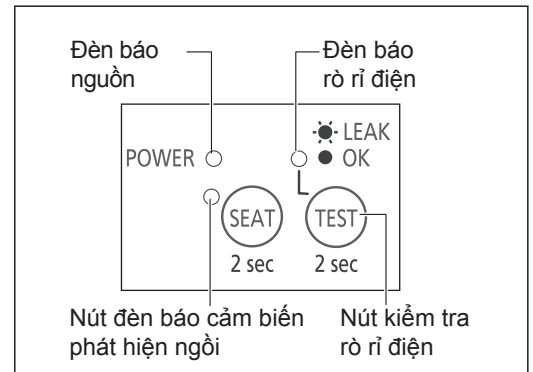 Đèn báo
nguồn
Đèn báo
rò rỉ điện
LEAK
POWER
OK
SEAT
TEST
2 sec
2 sec
Nút đèn báo cảm biến
phát hiện ngồi
Nút kiểm tra
rò rỉ điện